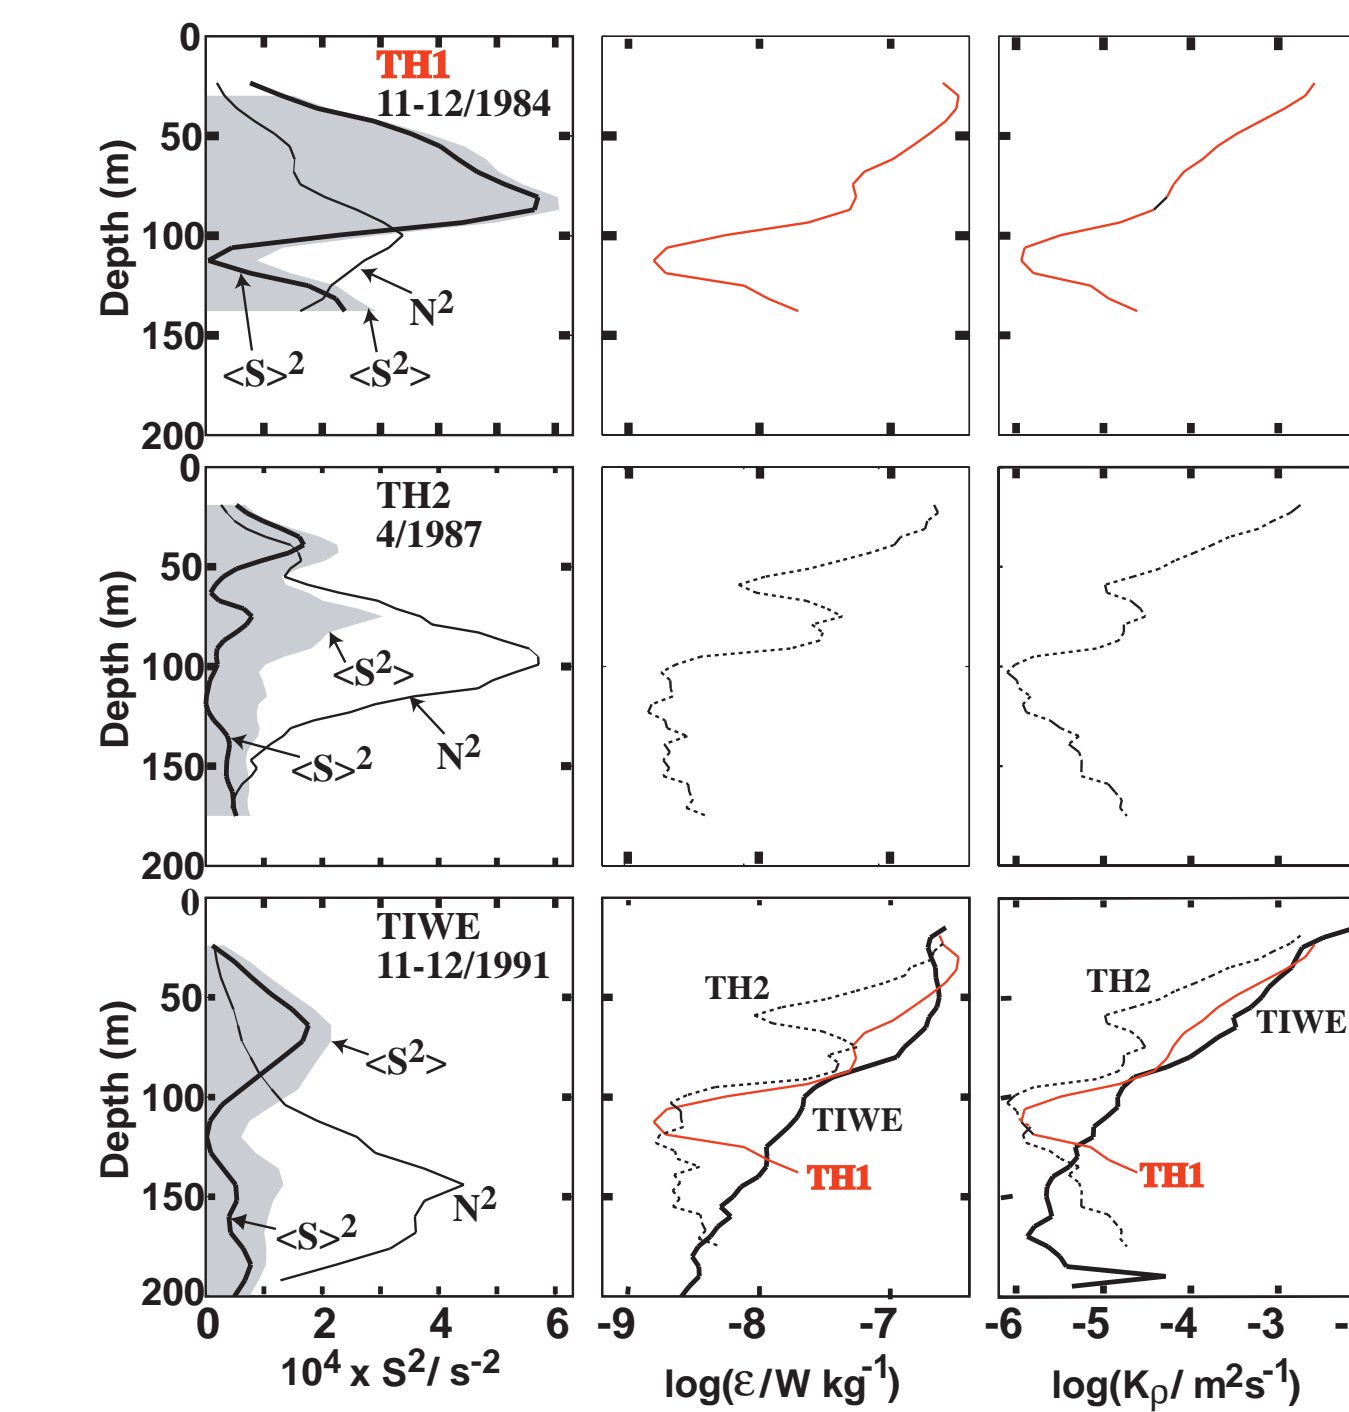 0
50
100
150
200
Depth (m)
TH1
11-12/1984
N²
<S>²
<S²>
0
50
100
150
200
Depth (m)
TH2
4/1987
<S²>
N²
<S>²
0
50
100
150
200
Depth (m)
TIWE
11-12/1991
<S²>
N²
<S>²
TH2
TIWE
TH1
TH2
TIWE
TH1
0 2 4 6
10⁴ x S²/ s⁻²
-9 -8 -7
log(ε/W kg⁻¹)
-6 -5 -4 -3 -
log(Kρ/ m²s⁻¹)